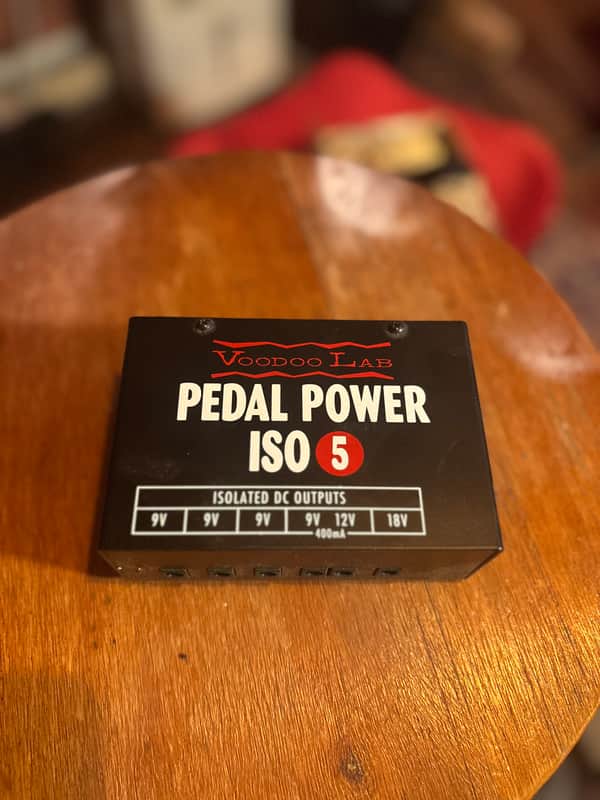 VOODOO LAB
PEDAL POWER
ISO 5
ISOLATED DC OUTPUTS
9V 9V 9V 9V 12V 18V
400mA